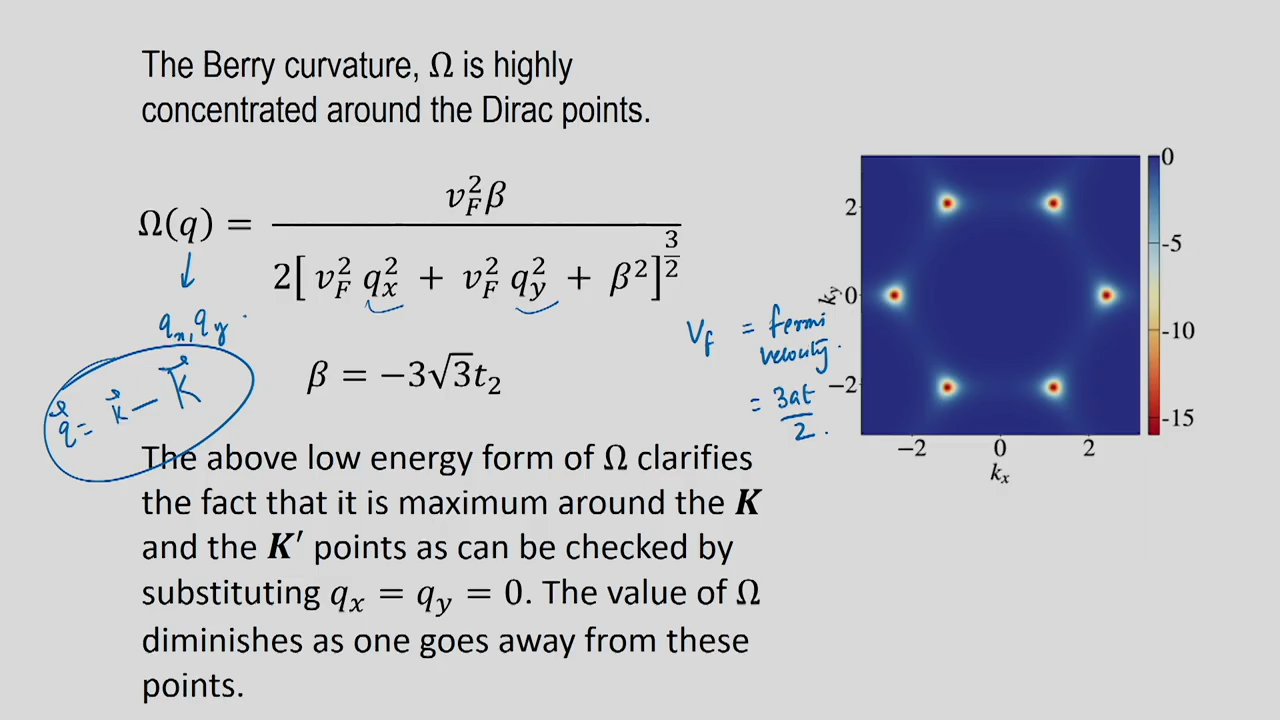 The Berry curvature, Ω is highly
concentrated around the Dirac points.
Ω(q) = v_F^2 β / 2[ v_F^2 q_x^2 + v_F^2 q_y^2 + β^2]^{3/2}
q_x, q_y
q⃗ = k⃗ − K⃗
β = −3√3t_2
V_f = fermi
velouty.
= 3at / 2.
The above low energy form of Ω clarifies
the fact that it is maximum around the K
and the K′ points as can be checked by
substituting q_x = q_y = 0. The value of Ω
diminishes as one goes away from these
points.
2
0
−2
k_y
−2 0 2
k_x
0
-5
-10
-15